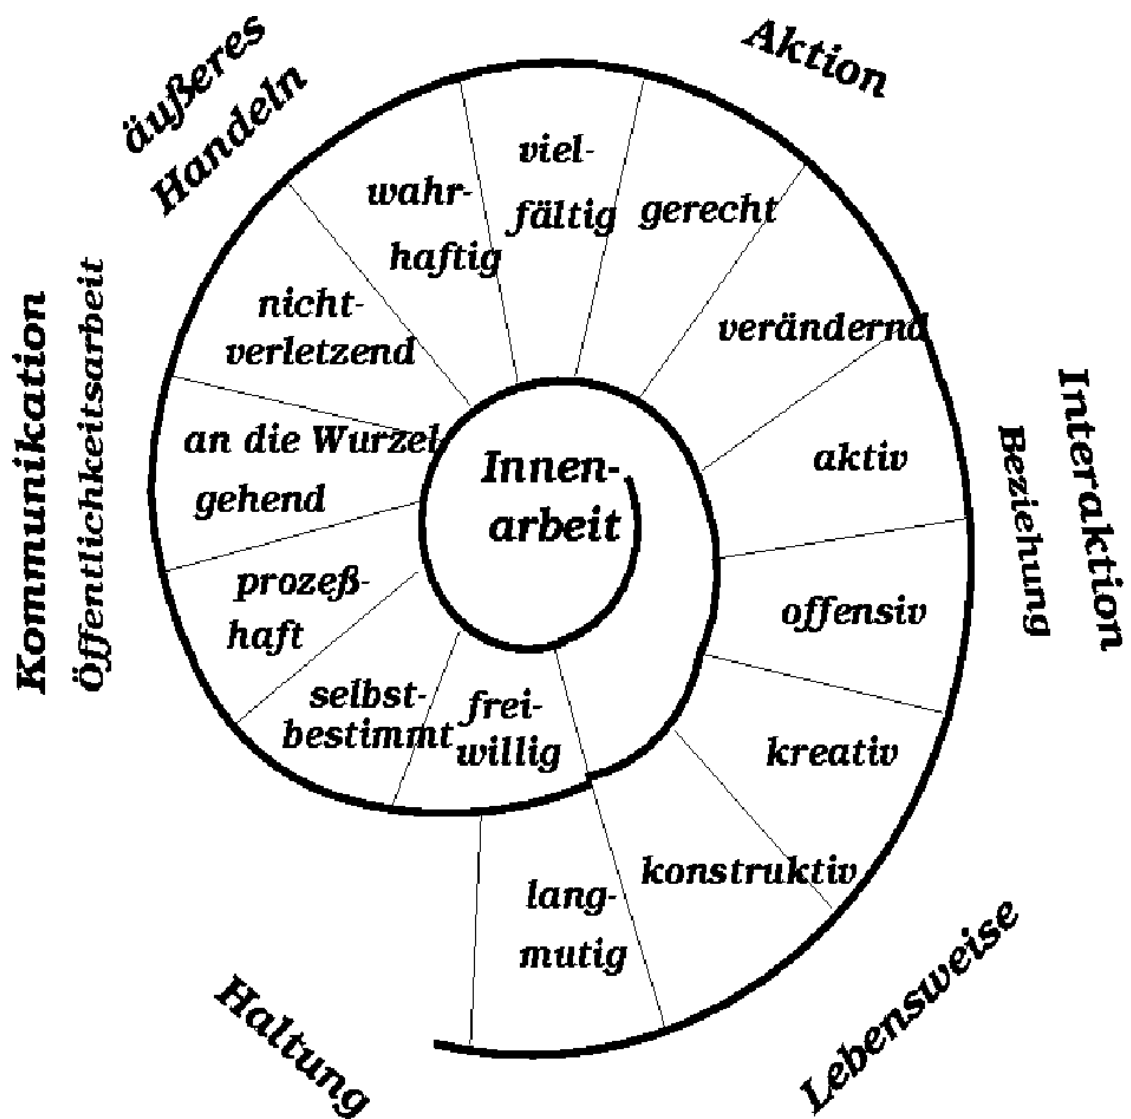 äußeres
Handeln
Aktion
Kommunikation
Öffentlichkeitsarbeit
Interaktion
Beziehung
Haltung
Lebensweise
Innen-
arbeit
frei-
willig
selbst-
bestimmt
prozeß-
haft
an die Wurzel
gehend
nicht-
verletzend
wahr-
haftig
viel-
fältig
gerecht
verändernd
aktiv
offensiv
kreativ
konstruktiv
lang-
mutig